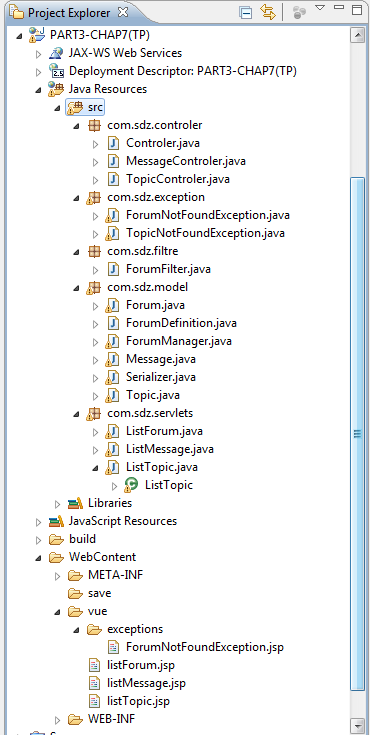 Project Explorer
PART3-CHAP7(TP)
JAX-WS Web Services
Deployment Descriptor: PART3-CHAP7(TP)
Java Resources
src
com.sdz.controler
Controler.java
MessageControler.java
TopicControler.java
com.sdz.exception
ForumNotFoundException.java
TopicNotFoundException.java
com.sdz.filtre
ForumFilter.java
com.sdz.model
Forum.java
ForumDefinition.java
ForumManager.java
Message.java
Serializer.java
Topic.java
com.sdz.servlets
ListForum.java
ListMessage.java
ListTopic.java
ListTopic
Libraries
JavaScript Resources
build
WebContent
META-INF
save
vue
exceptions
ForumNotFoundException.jsp
listForum.jsp
listMessage.jsp
listTopic.jsp
WEB-INF